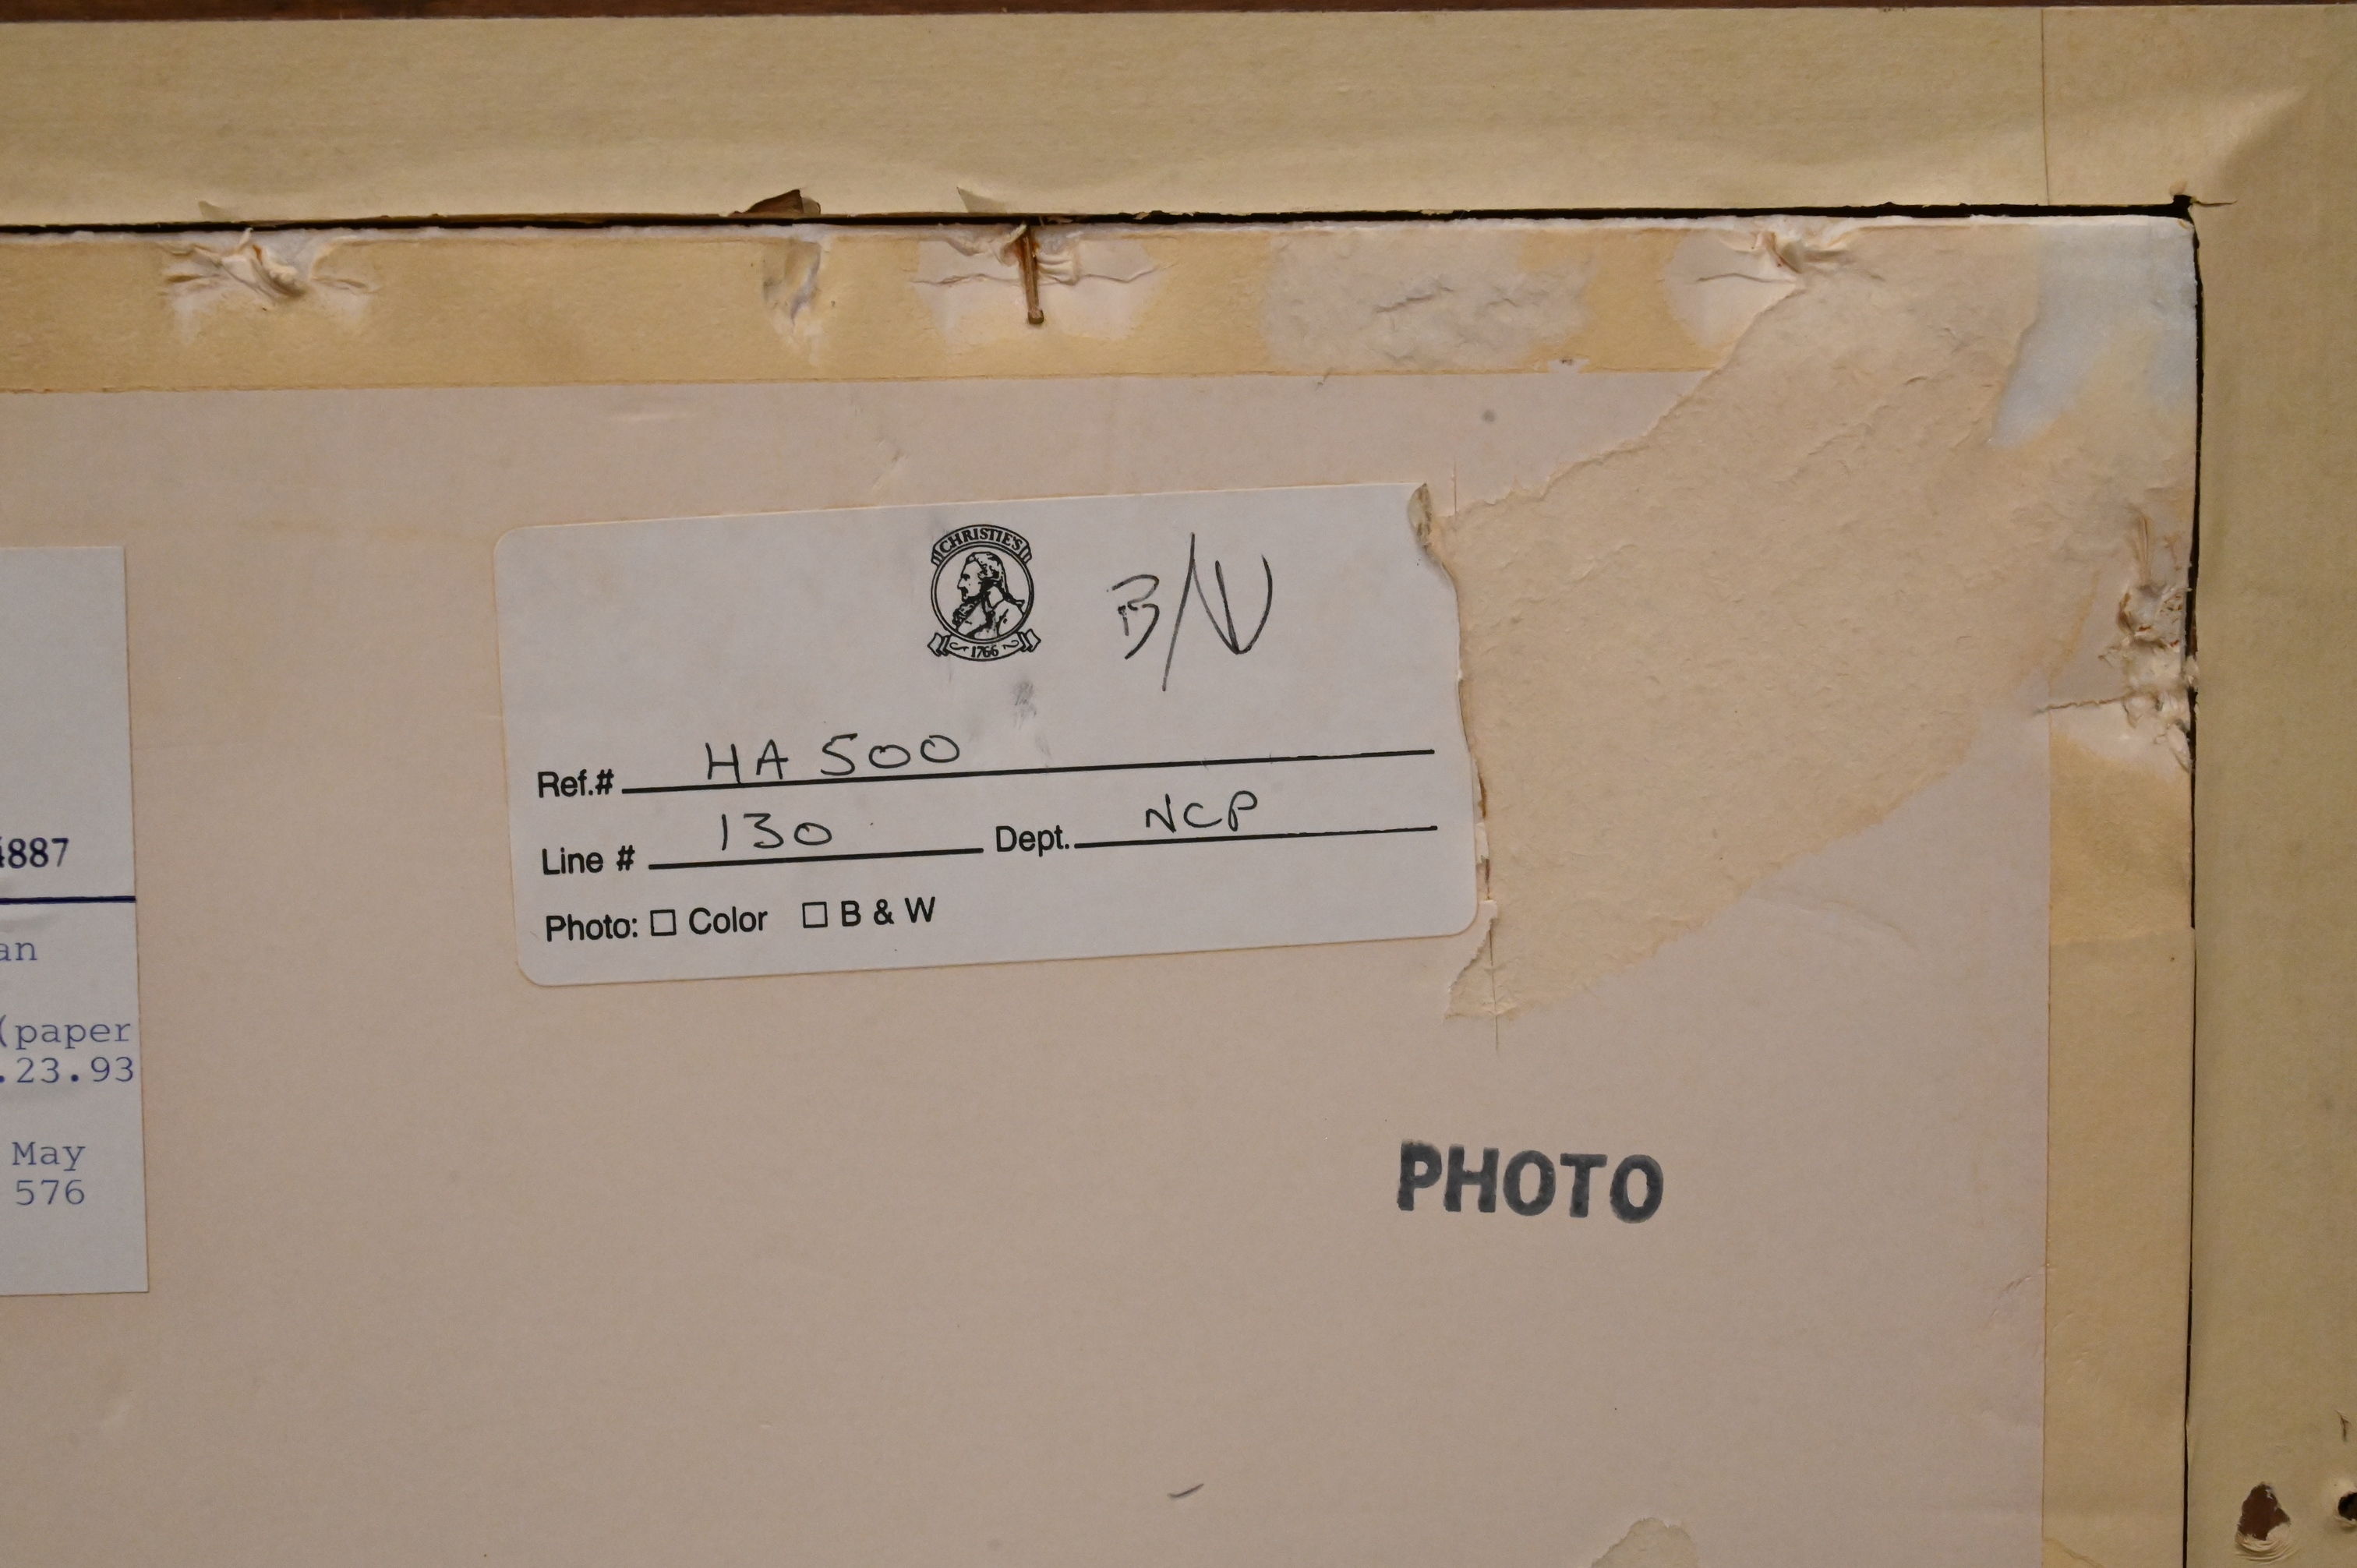 CHRISTIE'S
1766
B/W
Ref.# HA 500
Line # 130 Dept. NCP
Photo: ☐ Color ☐ B & W
4887
an
(paper
.23.93
May
576
PHOTO